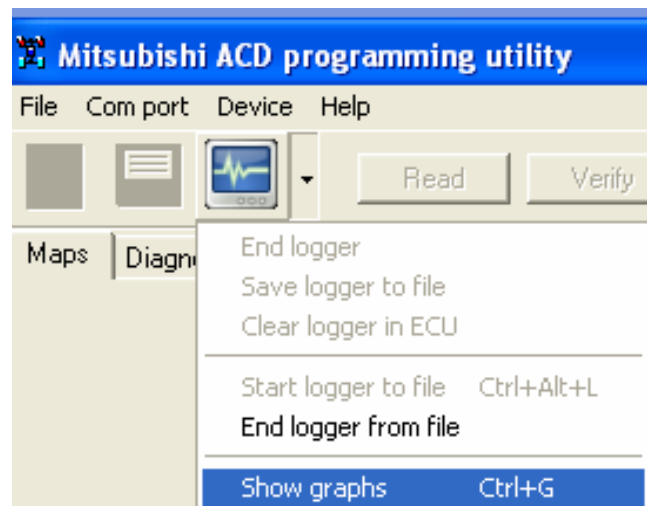 Mitsubishi ACD programming utility
File Com port Device Help
Read Verify
Maps
End logger
Save logger to file
Clear logger in ECU
Start logger to file Ctrl+Alt+L
End logger from file
Show graphs Ctrl+G